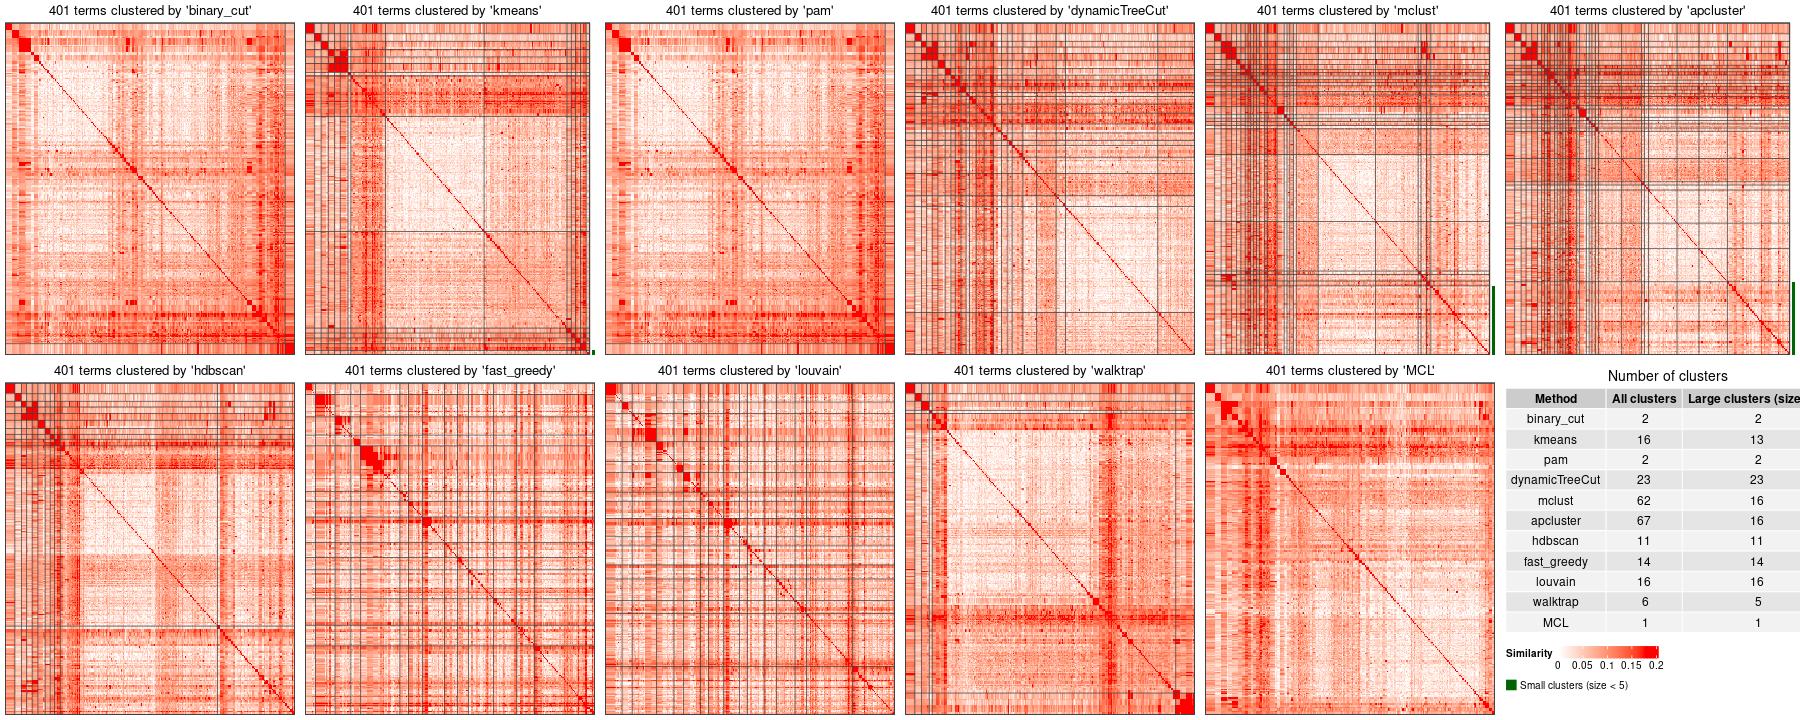 401 terms clustered by 'binary_cut'
401 terms clustered by 'kmeans'
401 terms clustered by 'pam'
401 terms clustered by 'dynamicTreeCut'
401 terms clustered by 'mclust'
401 terms clustered by 'apcluster'
401 terms clustered by 'hdbscan'
401 terms clustered by 'fast_greedy'
401 terms clustered by 'louvain'
401 terms clustered by 'walktrap'
401 terms clustered by 'MCL'
Number of clusters
Method All clusters Large clusters (size
binary_cut 2 2
kmeans 16 13
pam 2 2
dynamicTreeCut 23 23
mclust 62 16
apcluster 67 16
hdbscan 11 11
fast_greedy 14 14
louvain 16 16
walktrap 6 5
MCL 1 1
Similarity
0 0.05 0.1 0.15 0.2
Small clusters (size < 5)